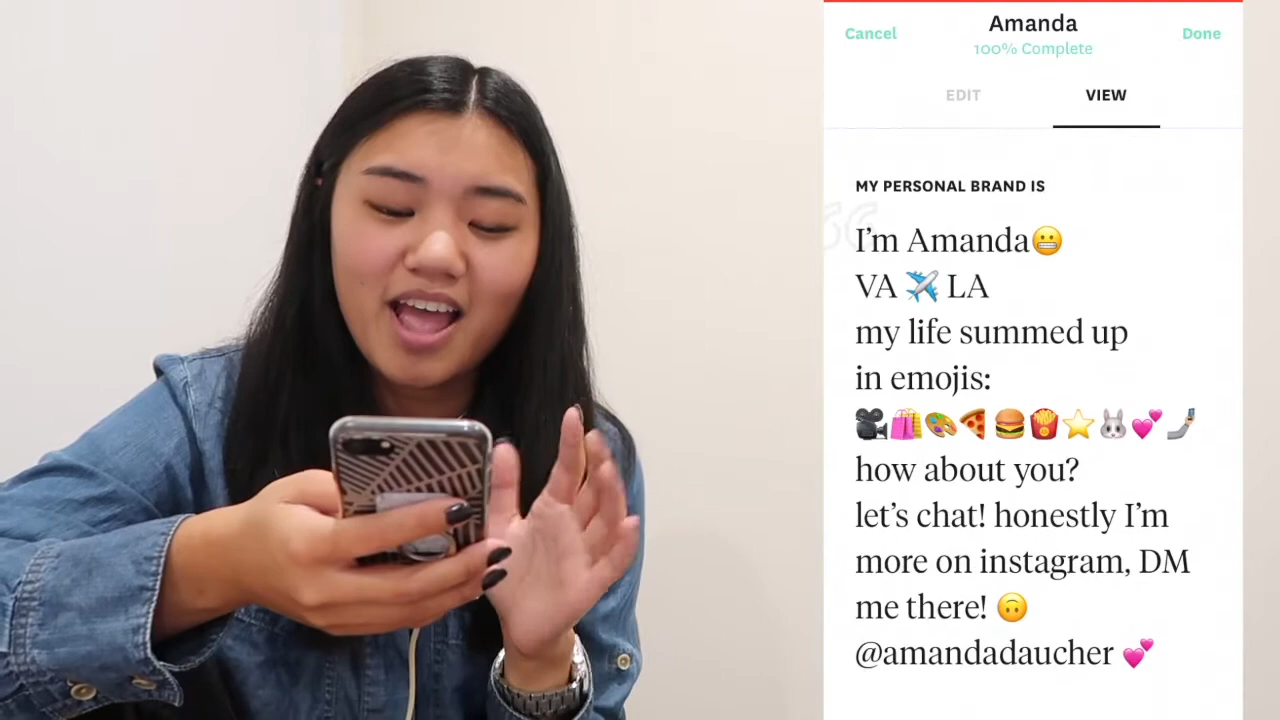 Cancel Amanda Done
100% Complete
EDIT VIEW
MY PERSONAL BRAND IS
I’m Amanda😬
VA ✈️ LA
my life summed up
in emojis:
🎥🛍️🎨🍕🍔🍟⭐🐰💕🤳
how about you?
let’s chat! honestly I’m
more on instagram, DM
me there! 🙃
@amandadaucher 💕